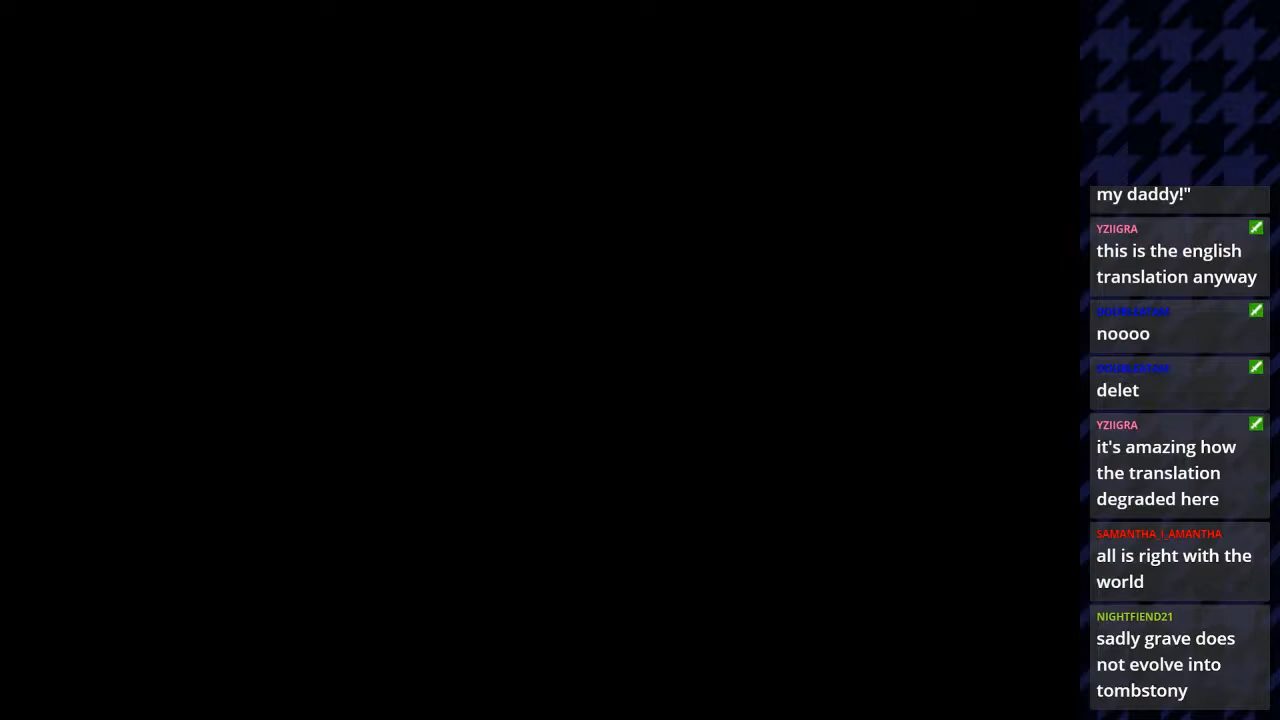 my daddy!"
YZIIGRA
this is the english
translation anyway
noooo
delet
YZIIGRA
it's amazing how
the translation
degraded here
SAMANTHA_I_AMANTHA
all is right with the
world
NIGHTFIEND21
sadly grave does
not evolve into
tombstony